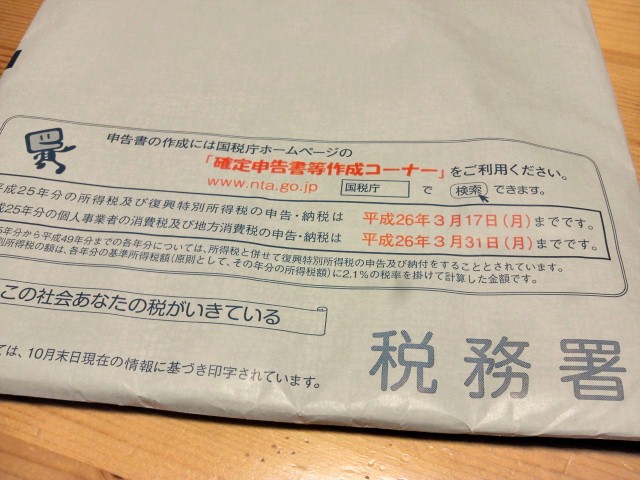 申告書の作成には国税庁ホームページの
「確定申告書等作成コーナー」をご利用ください。
www.nta.go.jp 国税庁 で 検索 できます。
平成25年分の所得税及び復興特別所得税の申告・納税は 平成26年3月17日(月)までです。
成25年分の個人事業者の消費税及び地方消費税の申告・納税は 平成26年3月31日(月)までです。
5年分から平成49年分までの各年分については、所得税と併せて復興特別所得税の申告及び納付をすることとされています。
別所得税の額は、各年分の基準所得税額(原則として、その年分の所得税額)に2.1%の税率を掛けて計算した金額です。
この社会あなたの税がいきている
ては、10月末日現在の情報に基づき印字されています。
税務署